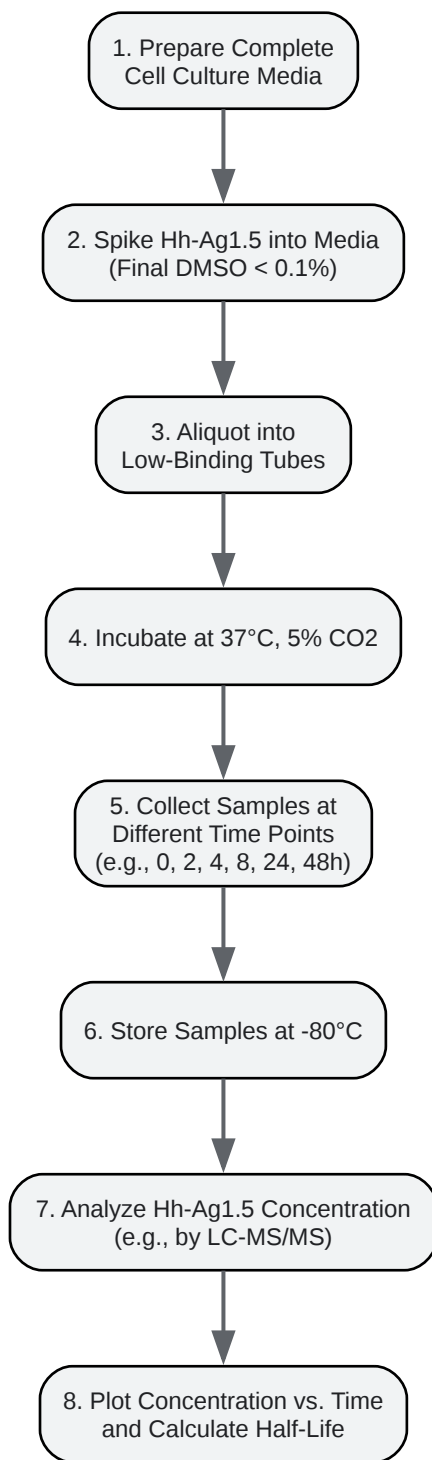 1. Prepare Complete
Cell Culture Media
2. Spike Hh-Ag1.5 into Media
(Final DMSO < 0.1%)
3. Aliquot into
Low-Binding Tubes
4. Incubate at 37°C, 5% CO2
5. Collect Samples at
Different Time Points
(e.g., 0, 2, 4, 8, 24, 48h)
6. Store Samples at -80°C
7. Analyze Hh-Ag1.5 Concentration
(e.g., by LC-MS/MS)
8. Plot Concentration vs. Time
and Calculate Half-Life